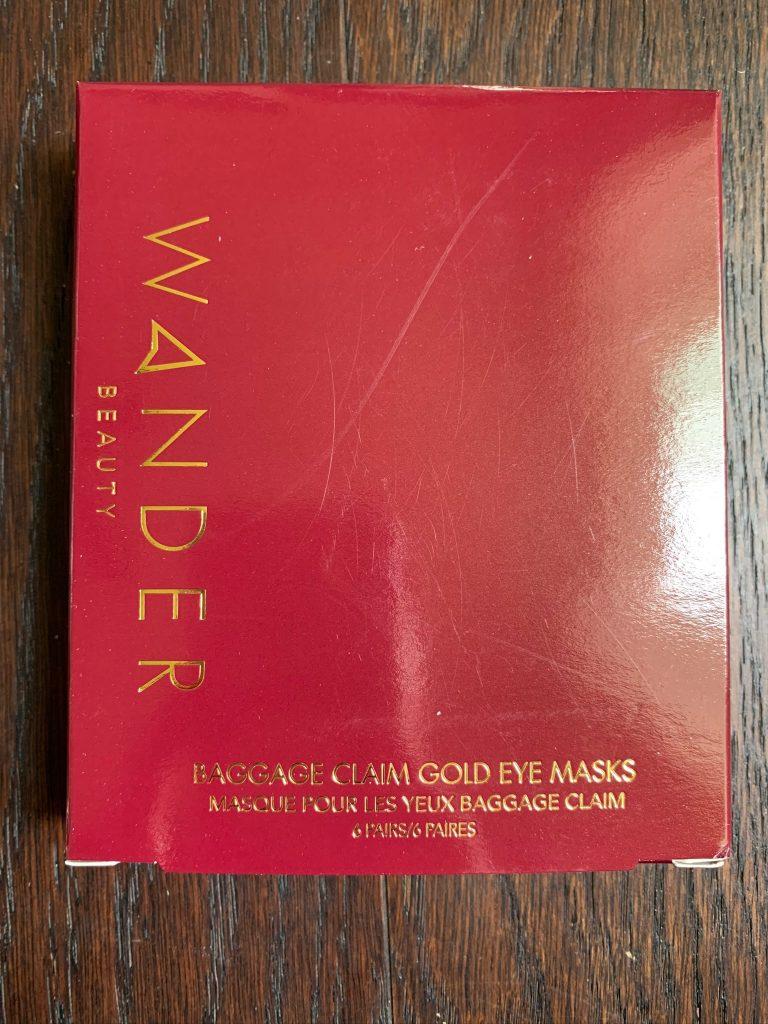 WANDER
BEAUTY
BAGGAGE CLAIM GOLD EYE MASKS
MASQUE POUR LES YEUX BAGGAGE CLAIM
6 PAIRS/6 PAIRES